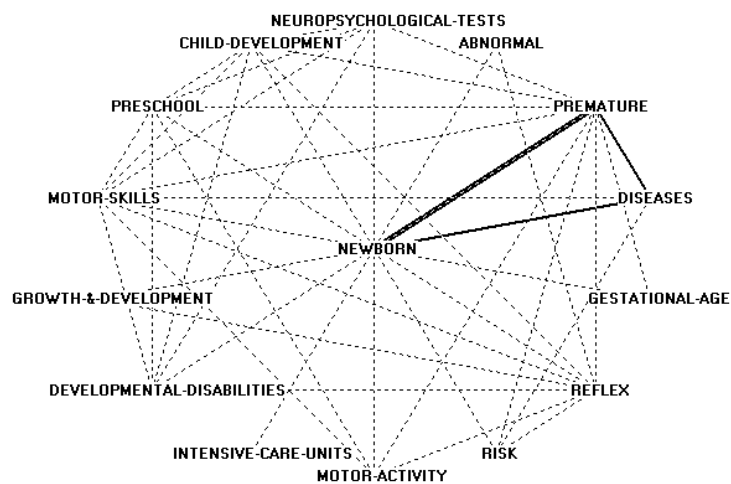 NEUROPSYCHOLOGICAL-TESTS
CHILD-DEVELOPMENT ABNORMAL
PRESCHOOL PREMATURE
MOTOR-SKILLS DISEASES
NEWBORN
GROWTH-&-DEVELOPMENT GESTATIONAL-AGE
DEVELOPMENTAL-DISABILITIES REFLEX
INTENSIVE-CARE-UNITS RISK
MOTOR-ACTIVITY